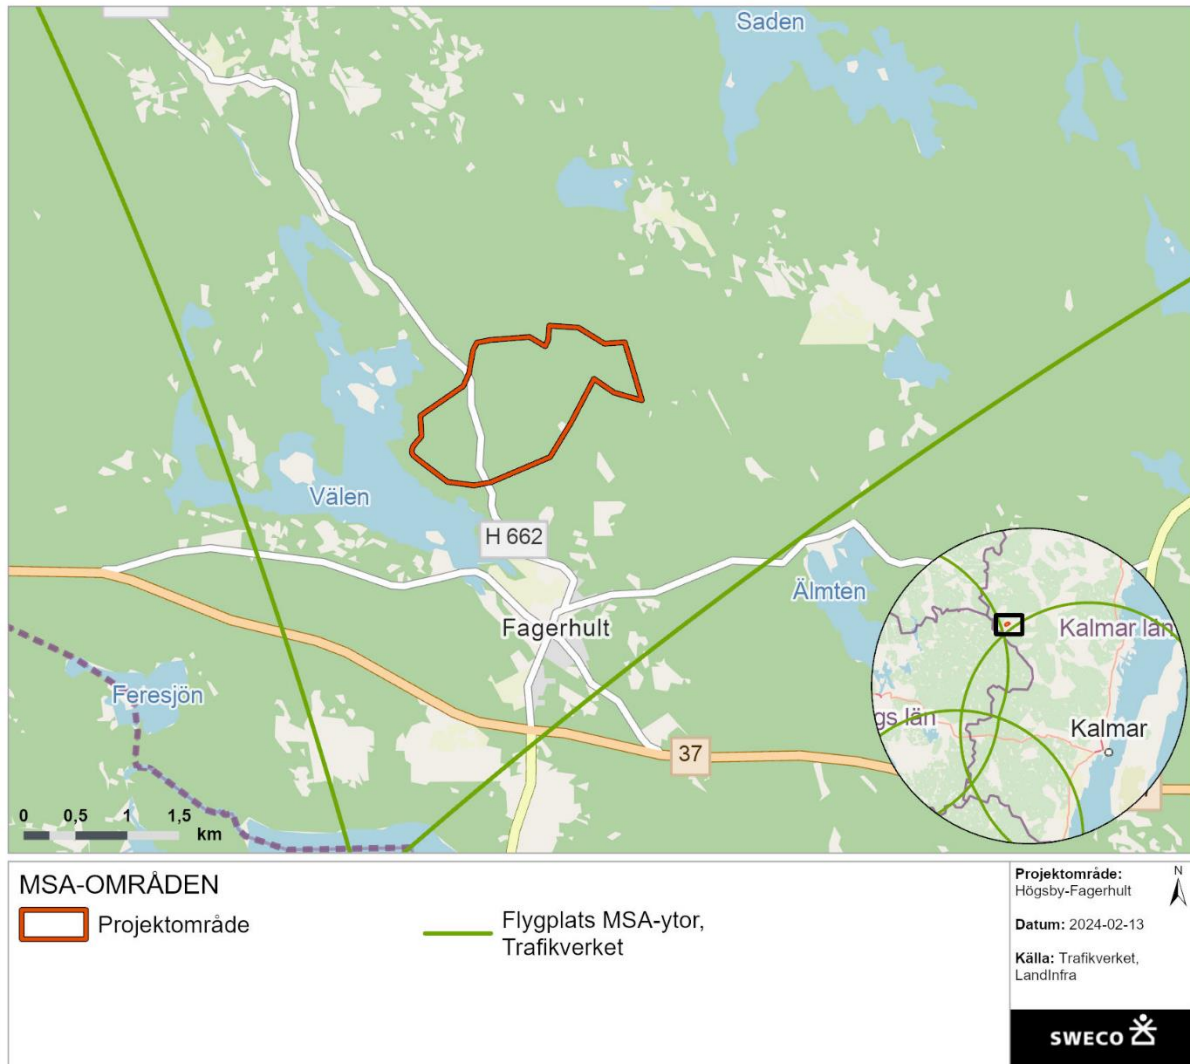 Saden
Välen
H 662
Älmten
Fagerhult
Feresjön
37
Kalmar län
gs län
Kalmar
0 0,5 1 1,5
km
MSA-OMRÅDEN
Projektområde
Flygplats MSA-ytor,
Trafikverket
Projektområde:
Högsby-Fagerhult
N
Datum: 2024-02-13
Källa: Trafikverket,
LandInfra
SWECO